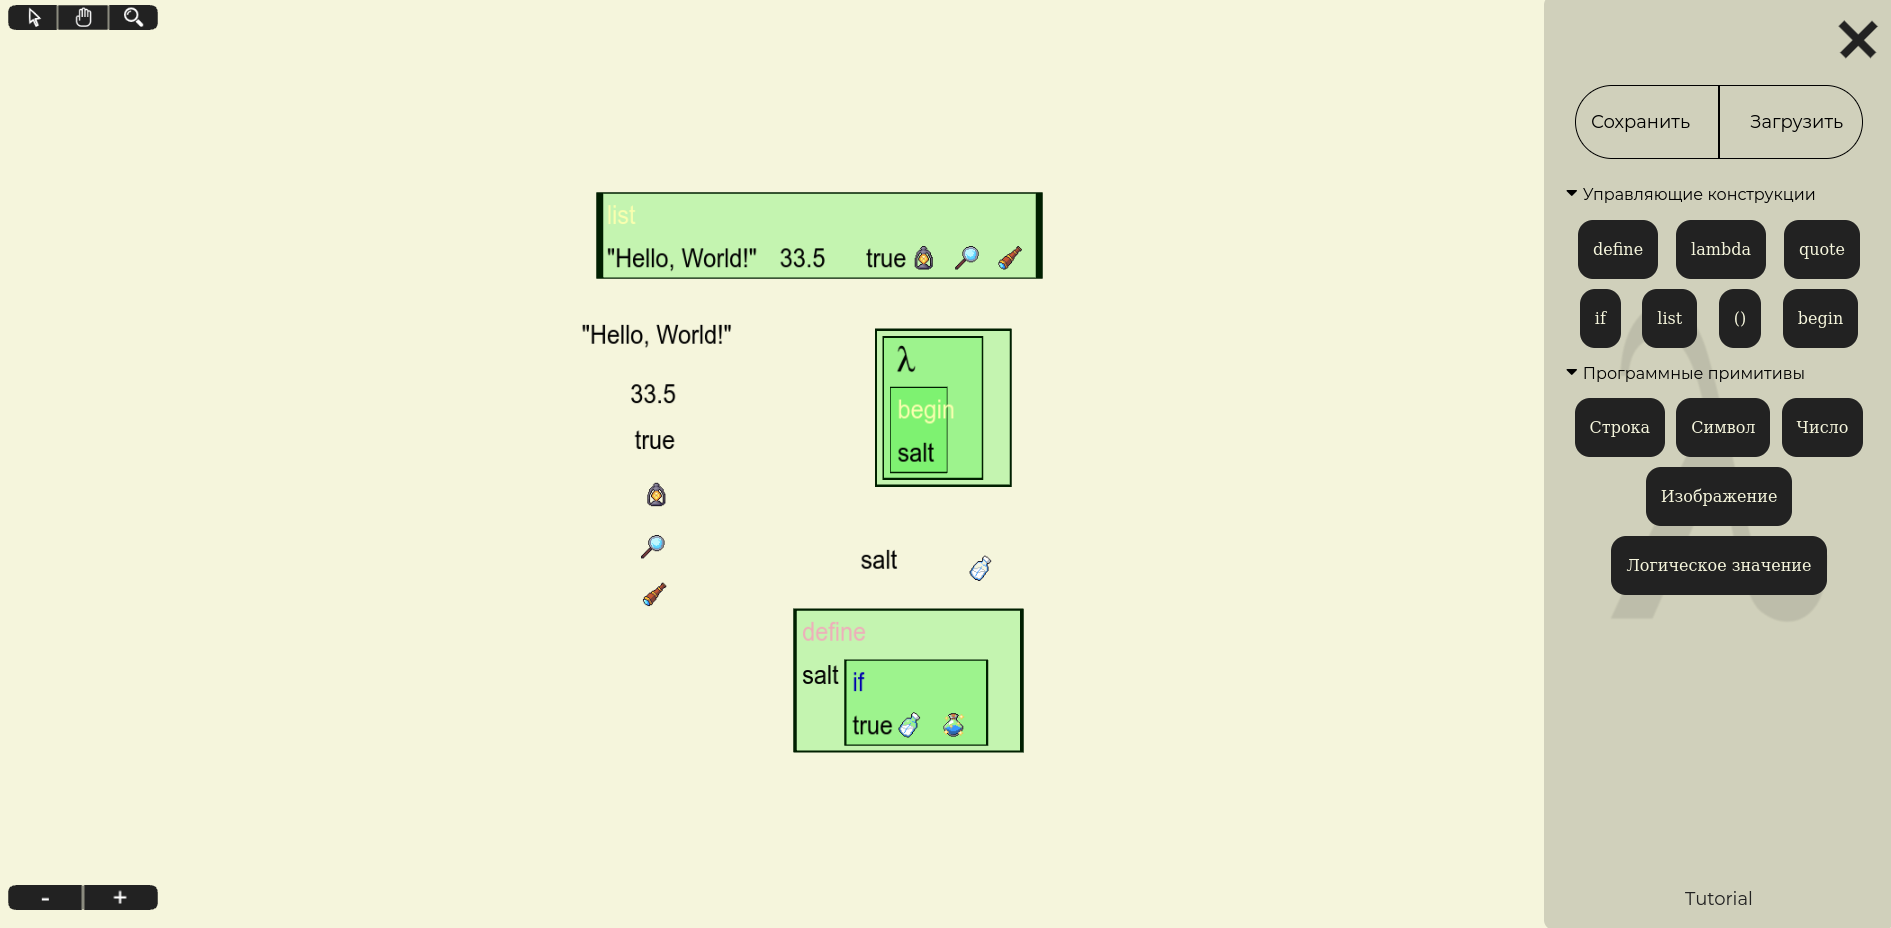 list
"Hello, World!" 33.5 true
"Hello, World!"
33.5
true
λ
begin
salt
salt
define
salt
if
true
- +
Сохранить Загрузить
Управляющие конструкции
define lambda quote
if list () begin
Программные примитивы
Строка Символ Число
Изображение
Логическое значение
Tutorial